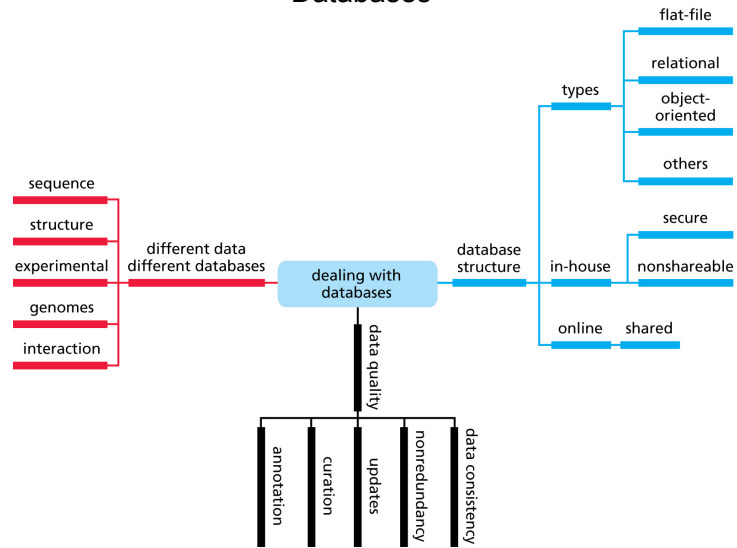 Databases
flat-file
relational
types
object-
oriented
others
sequence
structure
experimental
genomes
interaction
different data
different databases
dealing with
databases
database
structure
in-house
secure
nonshareable
online
shared
data quality
annotation
curation
updates
nonredundancy
data consistency